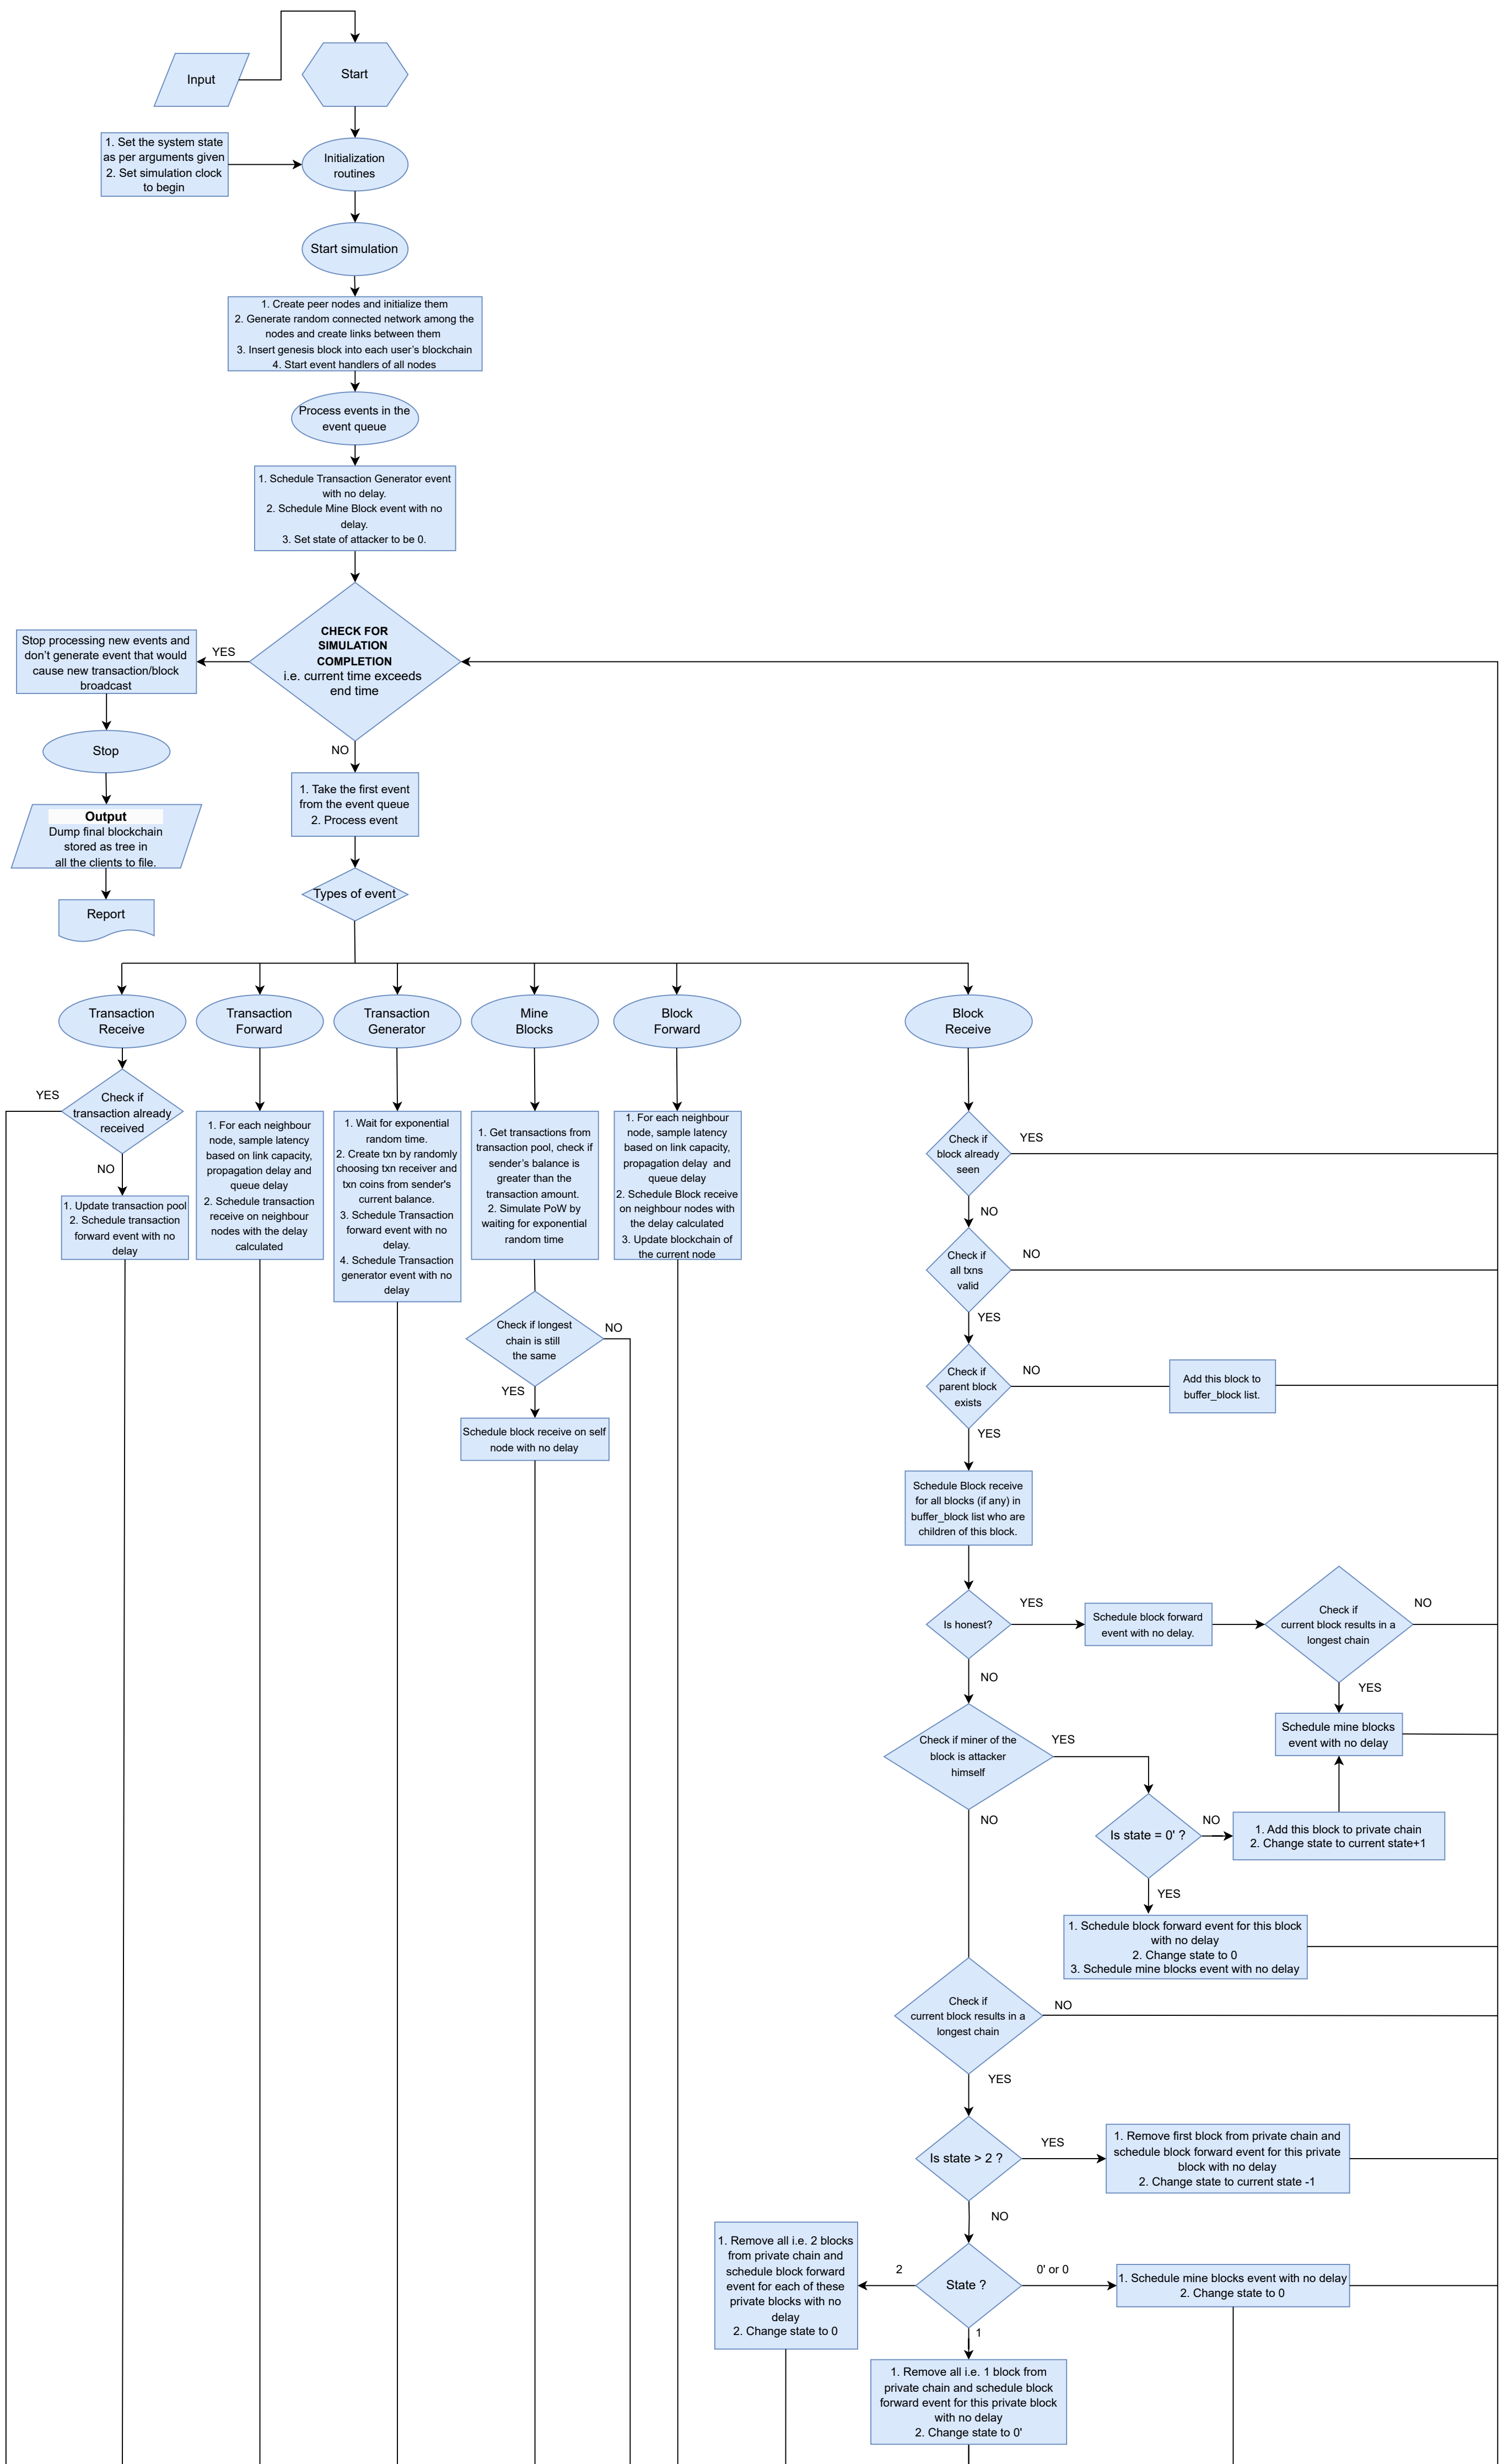 Input
Start
1. Set the system state
as per arguments given
2. Set simulation clock
to begin
Initialization
routines
Start simulation
1. Create peer nodes and initialize them
2. Generate random connected network among the
nodes and create links between them
3. Insert genesis block into each user's blockchain
4. Start event handlers of all nodes
Process events in the
event queue
1. Schedule Transaction Generator event
with no delay.
2. Schedule Mine Block event with no
delay.
3. Set state of attacker to be 0.
CHECK FOR
SIMULATION
COMPLETION
i.e. current time exceeds
end time
YES
Stop processing new events and
don't generate event that would
cause new transaction/block
broadcast
Stop
Output
Dump final blockchain
stored as tree in
all the clients to file.
Report
NO
1. Take the first event
from the event queue
2. Process event
Types of event
Transaction
Receive
Transaction
Forward
Transaction
Generator
Mine
Blocks
Block
Forward
Block
Receive
YES
Check if
transaction already
received
NO
1. Update transaction pool
2. Schedule transaction
forward event with no
delay
1. For each neighbour
node, sample latency
based on link capacity,
propagation delay and
queue delay
2. Schedule transaction
receive on neighbour
nodes with the delay
calculated
1. Wait for exponential
random time.
2. Create txn by randomly
choosing txn receiver and
txn coins from sender's
current balance.
3. Schedule Transaction
forward event with no
delay.
4. Schedule Transaction
generator event with no
delay
1. Get transactions from
transaction pool, check if
sender's balance is
greater than the
transaction amount.
2. Simulate PoW by
waiting for exponential
random time
Check if longest
chain is still
the same
NO
YES
Schedule block receive on self
node with no delay
1. For each neighbour
node, sample latency
based on link capacity,
propagation delay and
queue delay
2. Schedule Block receive
on neighbour nodes with
the delay calculated
3. Update blockchain of
the current node
Check if
block already
seen
YES
NO
Check if
all txns
valid
NO
YES
Check if
parent block
exists
NO
Add this block to
buffer_block list.
YES
Schedule Block receive
for all blocks (if any) in
buffer_block list who are
children of this block.
Is honest?
YES
Schedule block forward
event with no delay.
Check if
current block results in a
longest chain
NO
YES
Schedule mine blocks
event with no delay
NO
Check if miner of the
block is attacker
himself
YES
Is state = 0' ?
NO
1. Add this block to private chain
2. Change state to current state+1
YES
1. Schedule block forward event for this block
with no delay
2. Change state to 0
3. Schedule mine blocks event with no delay
NO
Check if
current block results in a
longest chain
NO
YES
Is state > 2 ?
YES
1. Remove first block from private chain and
schedule block forward event for this private
block with no delay
2. Change state to current state -1
NO
State ?
2
1. Remove all i.e. 2 blocks
from private chain and
schedule block forward
event for each of these
private blocks with no
delay
2. Change state to 0
0' or 0
1. Schedule mine blocks event with no delay
2. Change state to 0
1
1. Remove all i.e. 1 block from
private chain and schedule block
forward event for this private block
with no delay
2. Change state to 0'